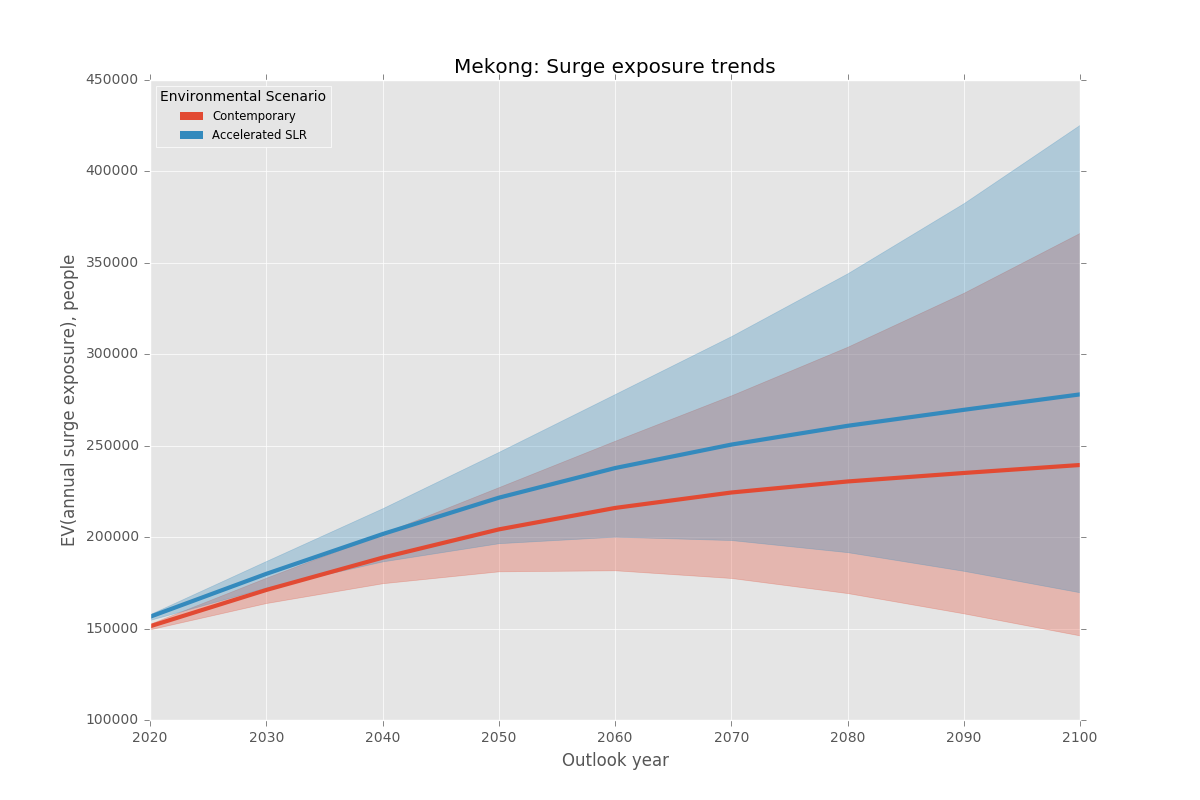 Mekong: Surge exposure trends
450000
400000
350000
300000
250000
200000
150000
100000
EV(annual surge exposure), people
Environmental Scenario
Contemporary
Accelerated SLR
2020 2030 2040 2050 2060 2070 2080 2090 2100
Outlook year